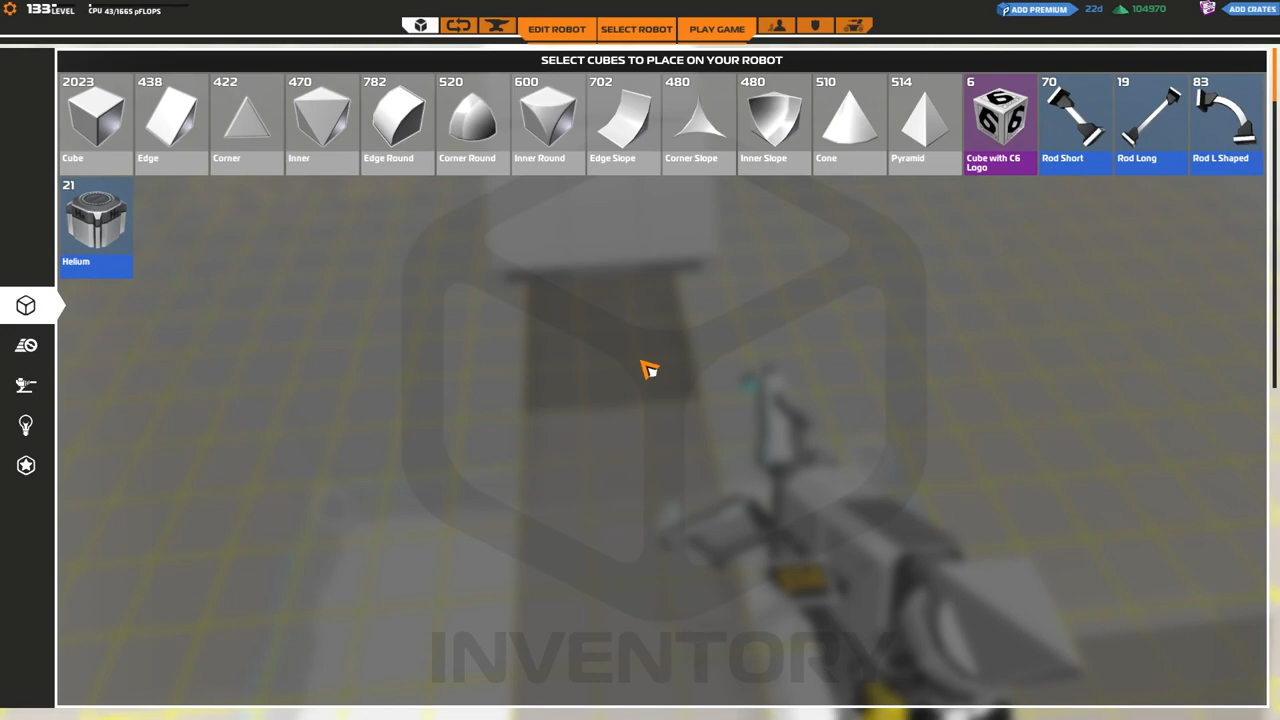 133 LEVEL CPU 43/1665 pFLOPS
ADD PREMIUM 22d 104970 ADD CRATES
EDIT ROBOT SELECT ROBOT PLAY GAME
SELECT CUBES TO PLACE ON YOUR ROBOT
2023 438 422 470 782 520 600 702 480 480 510 514 6 70 19 83
6 6 6
Cube Edge Corner Inner Edge Round Corner Round Inner Round Edge Slope Corner Slope Inner Slope Cone Pyramid Cube with C6 Rod Short Rod Long Rod L Shaped
Logo
21
Helium
INVENTORY